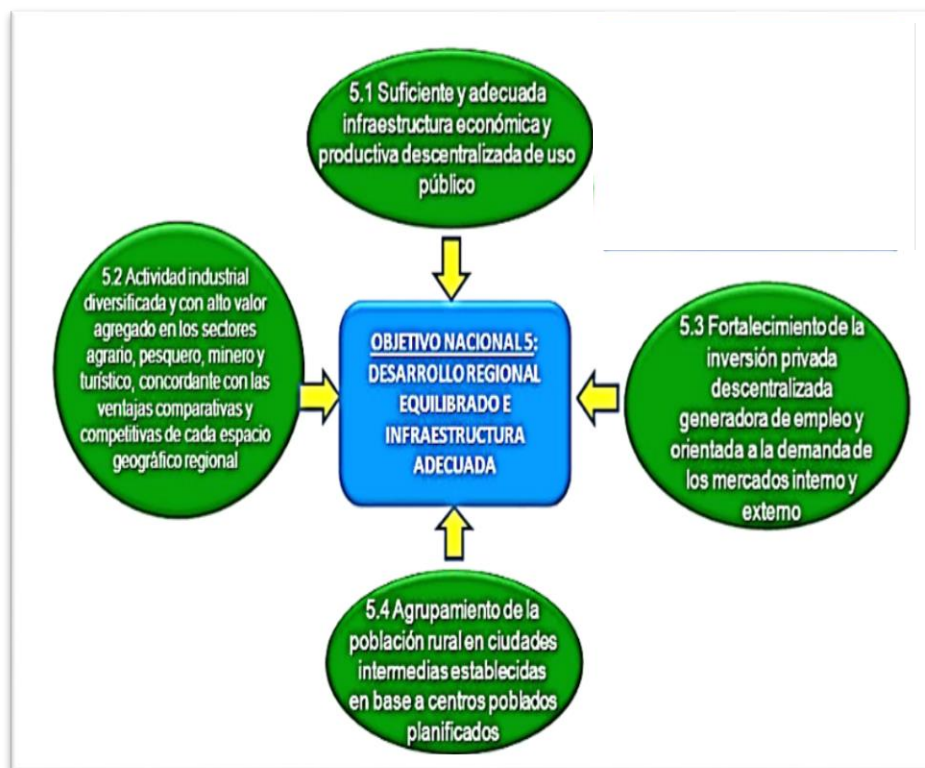 5.1 Suficiente y adecuada
infraestructura económica y
productiva descentralizada de uso
público
5.2 Actividad industrial
diversificada y con alto valor
agregado en los sectores
agrario, pesquero, minero y
turístico, concordante con las
ventajas comparativas y
competitivas de cada espacio
geográfico regional
OBJETIVO NACIONAL 5:
DESARROLLO REGIONAL
EQUILIBRADO E
INFRAESTRUCTURA
ADECUADA
5.3 Fortalecimiento de la
inversión privada
descentralizada
generadora de empleo y
orientada a la demanda de
los mercados interno y
externo
5.4 Agrupamiento de la
población rural en ciudades
intermedias establecidas
en base a centros poblados
planificados